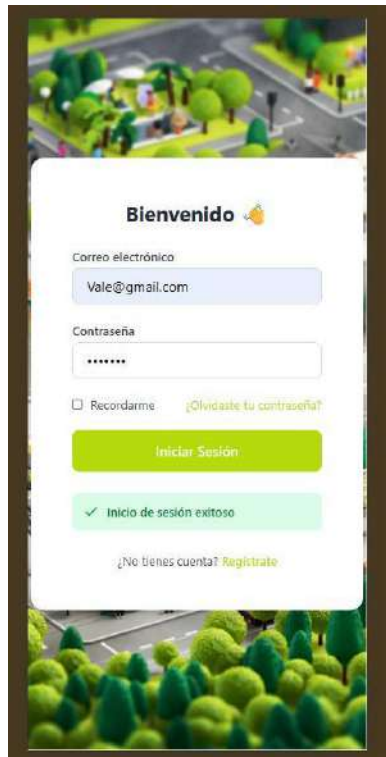 Bienvenido 👋
Correo electrónico
Vale@gmail.com
Contraseña
•••••••
Recordarme ¿Olvidaste tu contraseña?
Iniciar Sesión
✓ Inicio de sesión exitoso
¿No tienes cuenta? Regístrate